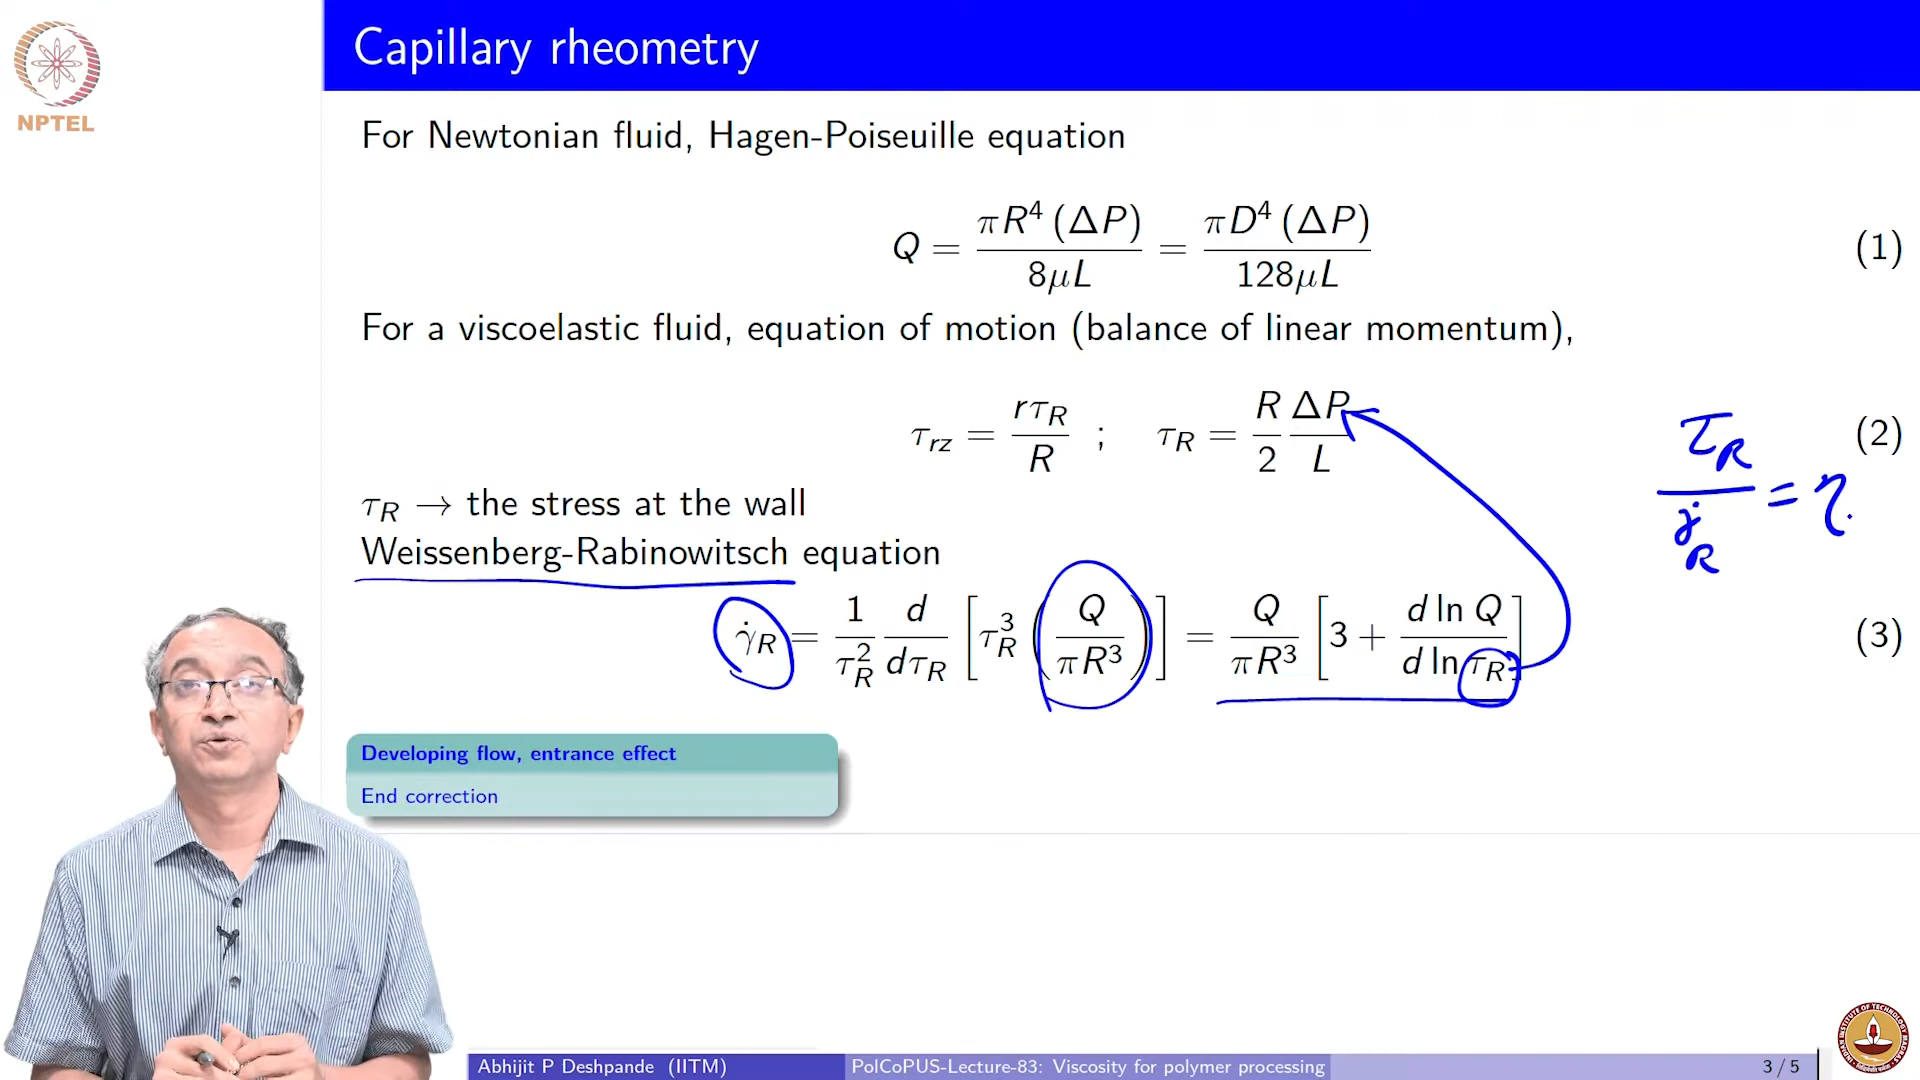 NPTEL
Capillary rheometry
For Newtonian fluid, Hagen-Poiseuille equation
Q = πR⁴(ΔP) / 8μL = πD⁴(ΔP) / 128μL (1)
For a viscoelastic fluid, equation of motion (balance of linear momentum),
τ_rz = rτ_R / R ; τ_R = R/2 ΔP/L (2)
τ_R / γ̇_R = η
τ_R → the stress at the wall
Weissenberg-Rabinowitsch equation
γ̇_R = 1/τ_R² d/dτ_R [τ_R³ (Q/πR³)] = Q/πR³ [3 + d ln Q / d ln τ_R] (3)
Developing flow, entrance effect
End correction
Abhijit P Deshpande (IITM) PolCoPUS-Lecture-83: Viscosity for polymer processing 3 / 5